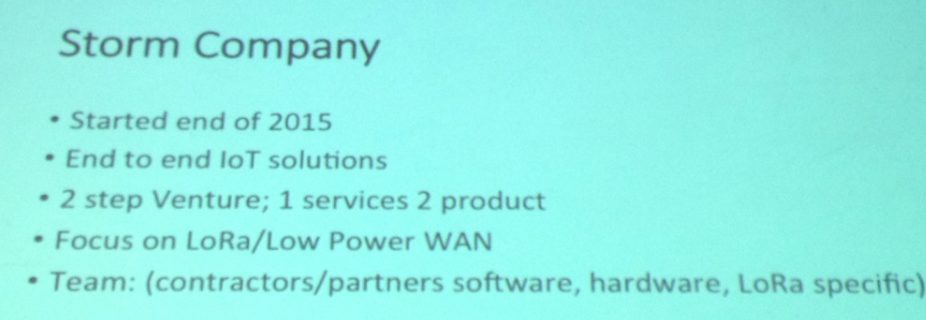 Storm Company
• Started end of 2015
• End to end IoT solutions
• 2 step Venture; 1 services 2 product
• Focus on LoRa/Low Power WAN
• Team: (contractors/partners software, hardware, LoRa specific)